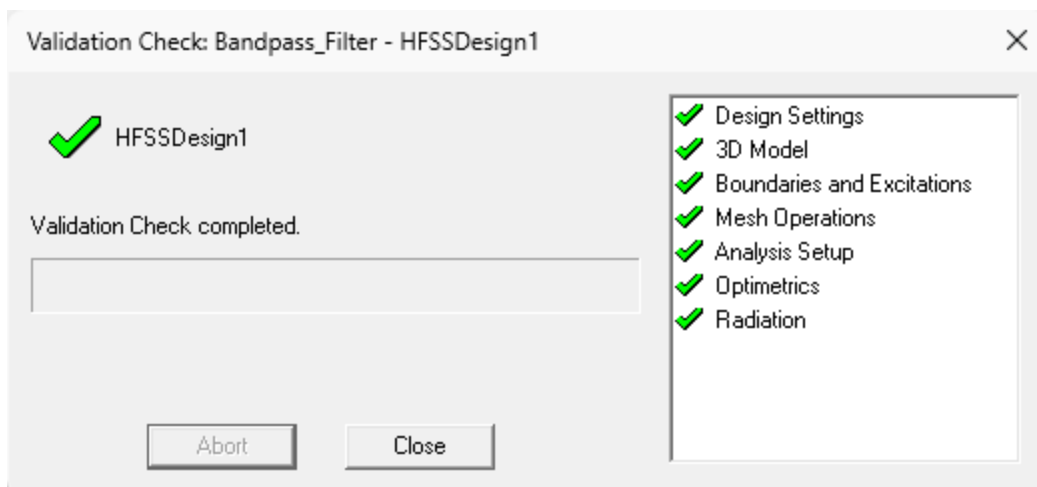 Validation Check: Bandpass_Filter - HFSSDesign1
HFSSDesign1
Validation Check completed.
Abort
Close
Design Settings
3D Model
Boundaries and Excitations
Mesh Operations
Analysis Setup
Optimetrics
Radiation